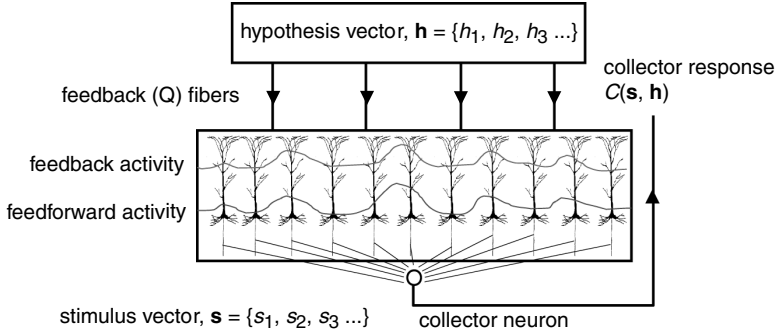 hypothesis vector, h = {h₁, h₂, h₃ ...}
collector response
C(s, h)
feedback (Q) fibers
feedback activity
feedforward activity
stimulus vector, s = {s₁, s₂, s₃ ...}
collector neuron